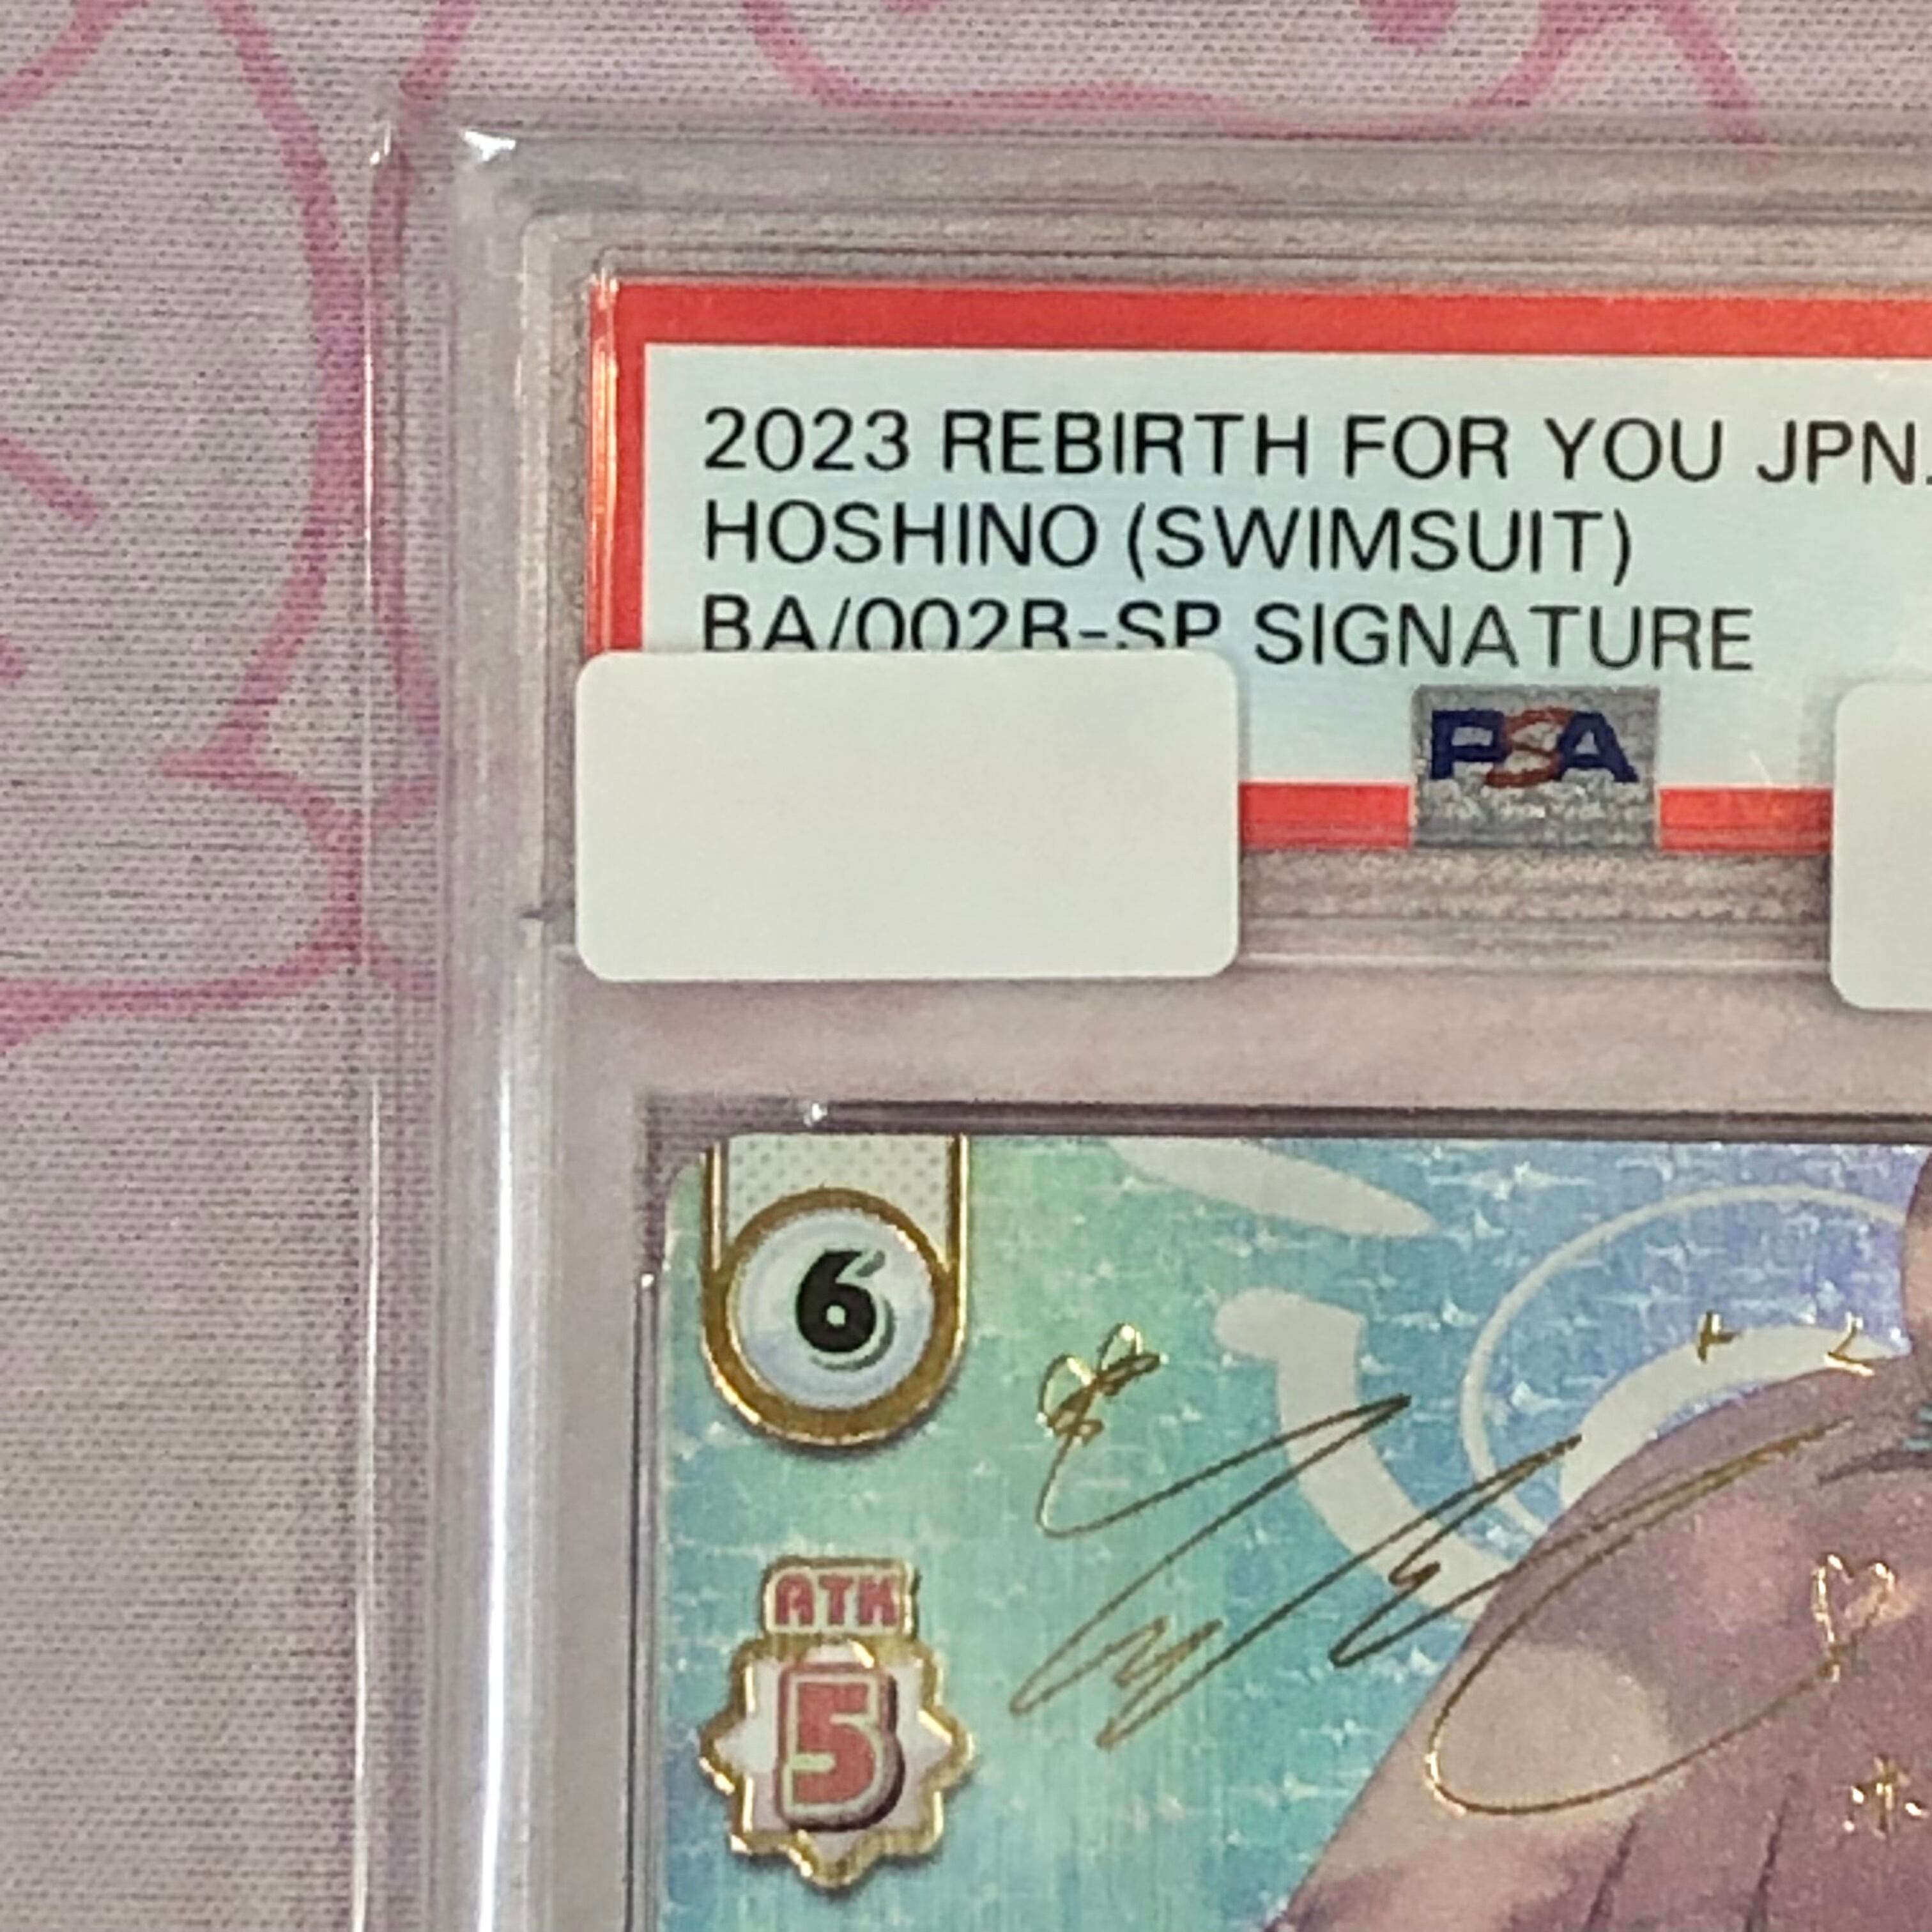 2023 REBIRTH FOR YOU JPN.
HOSHINO (SWIMSUIT)
BA/002B-SP SIGNATURE
PSA
6
ATK
5